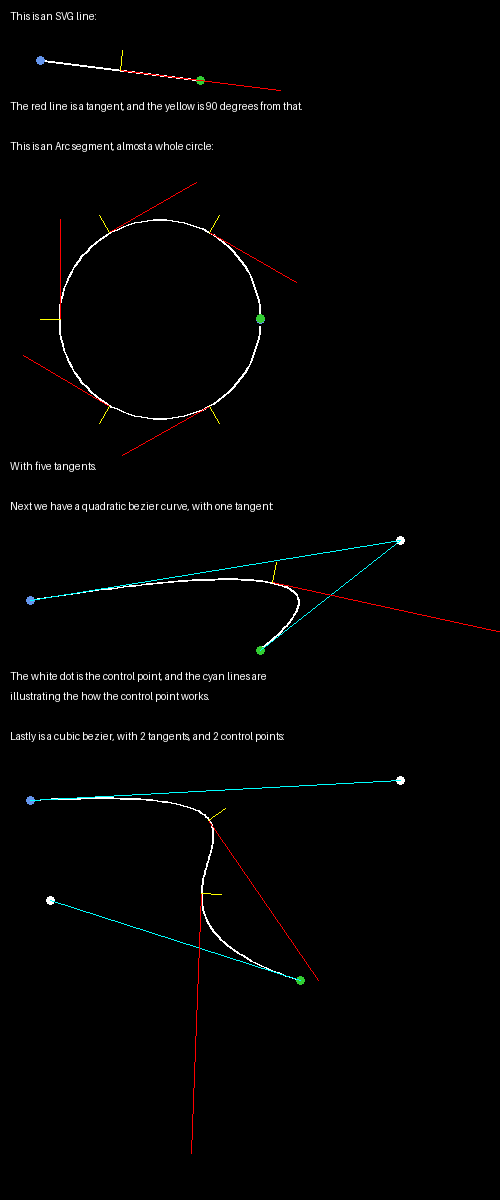 This is an SVG line:
The red line is a tangent, and the yellow is 90 degrees from that.
This is an Arc segment, almost a whole circle:
With five tangents.
Next we have a quadratic bezier curve, with one tangent:
The white dot is the control point, and the cyan lines are
illustrating the how the control point works.
Lastly is a cubic bezier, with 2 tangents, and 2 control points: